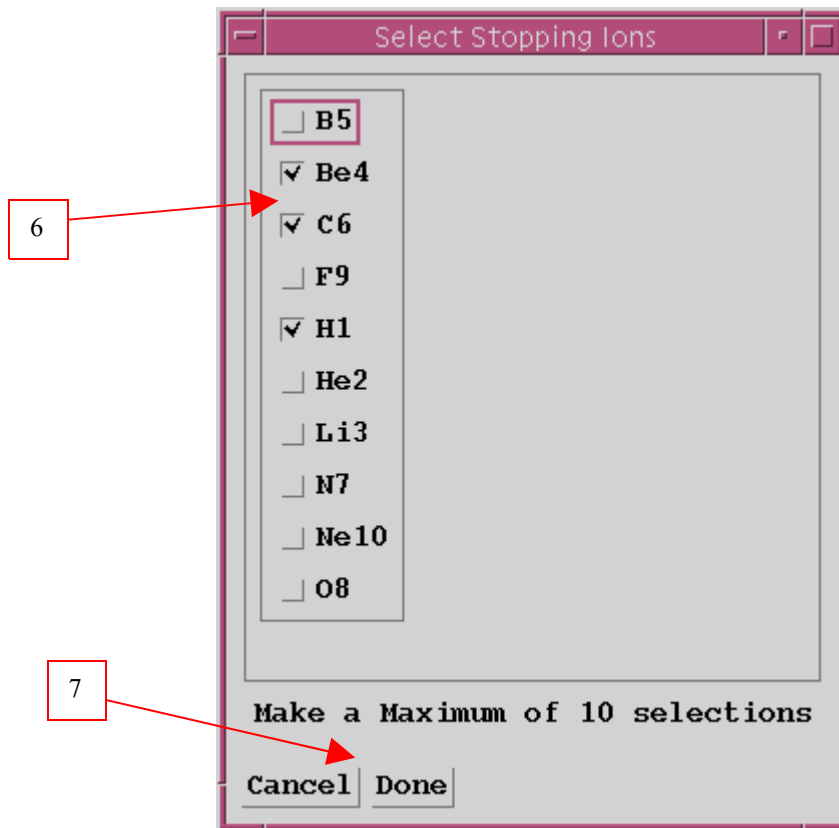 Select Stopping Ions
B5
Be4
6
C6
F9
H1
He2
Li3
N7
Ne10
O8
7
Make a Maximum of 10 selections
Cancel Done